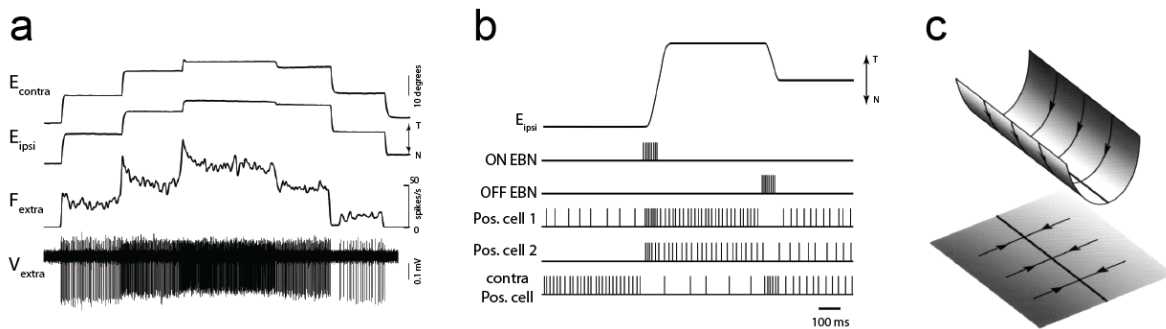 a
E contra
10 degrees
T
E ipsi
N
50
F extra
spikes/s
0
V extra
0.1 mV
b
T
N
E ipsi
ON EBN
OFF EBN
Pos. cell 1
Pos. cell 2
contra
Pos. cell
100 ms
c